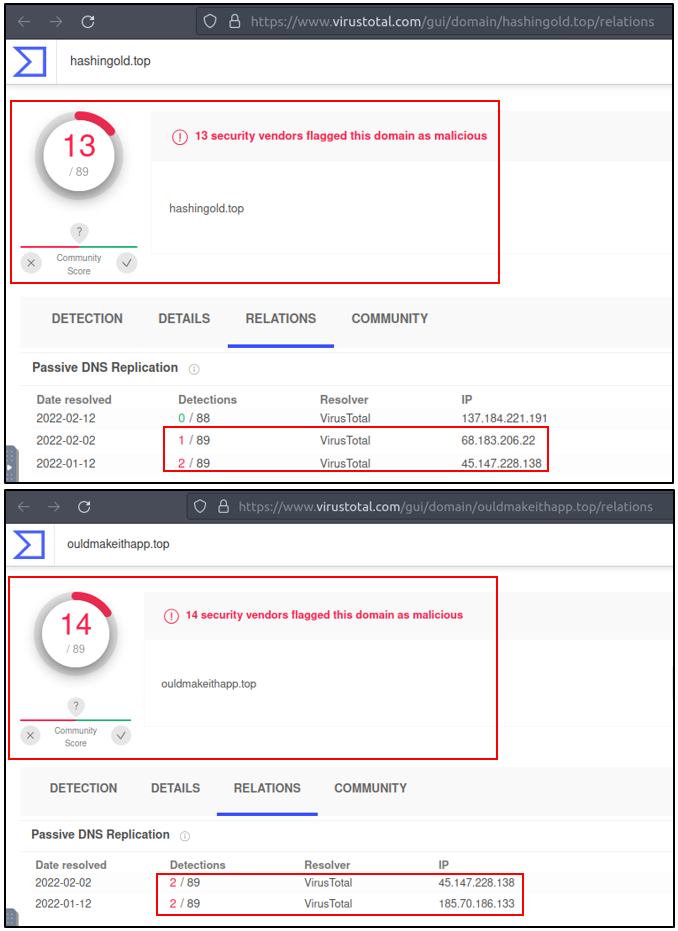 https://www.virustotal.com/gui/domain/hashingold.top/relations
hashingold.top
13
/ 89
13 security vendors flagged this domain as malicious
hashingold.top
?
Community
Score
DETECTION DETAILS RELATIONS COMMUNITY
Passive DNS Replication
Date resolved Detections Resolver IP
2022-02-12 0 / 88 VirusTotal 137.184.221.191
2022-02-02 1 / 89 VirusTotal 68.183.206.22
2022-01-12 2 / 89 VirusTotal 45.147.228.138
https://www.virustotal.com/gui/domain/ouldmakeithapp.top/relations
ouldmakeithapp.top
14
/ 89
14 security vendors flagged this domain as malicious
ouldmakeithapp.top
?
Community
Score
DETECTION DETAILS RELATIONS COMMUNITY
Passive DNS Replication
Date resolved Detections Resolver IP
2022-02-02 2 / 89 VirusTotal 45.147.228.138
2022-01-12 2 / 89 VirusTotal 185.70.186.133